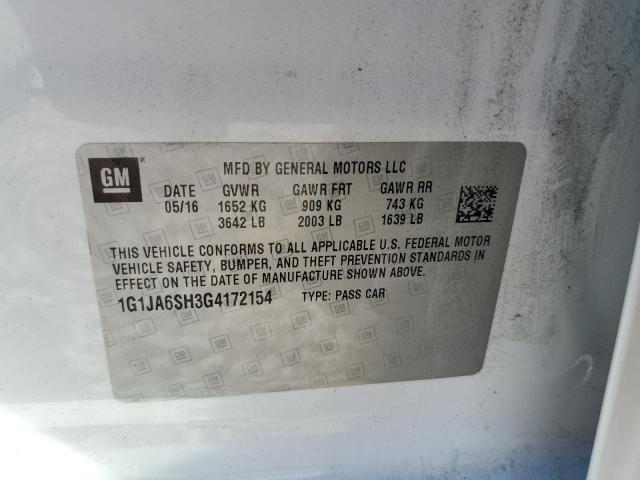 GM
MFD BY GENERAL MOTORS LLC
DATE GVWR GAWR FRT GAWR RR
05/16 1652 KG 909 KG 743 KG
3642 LB 2003 LB 1639 LB
THIS VEHICLE CONFORMS TO ALL APPLICABLE U.S. FEDERAL MOTOR
VEHICLE SAFETY, BUMPER, AND THEFT PREVENTION STANDARDS IN
EFFECT ON THE DATE OF MANUFACTURE SHOWN ABOVE.
1G1JA6SH3G4172154 TYPE: PASS CAR